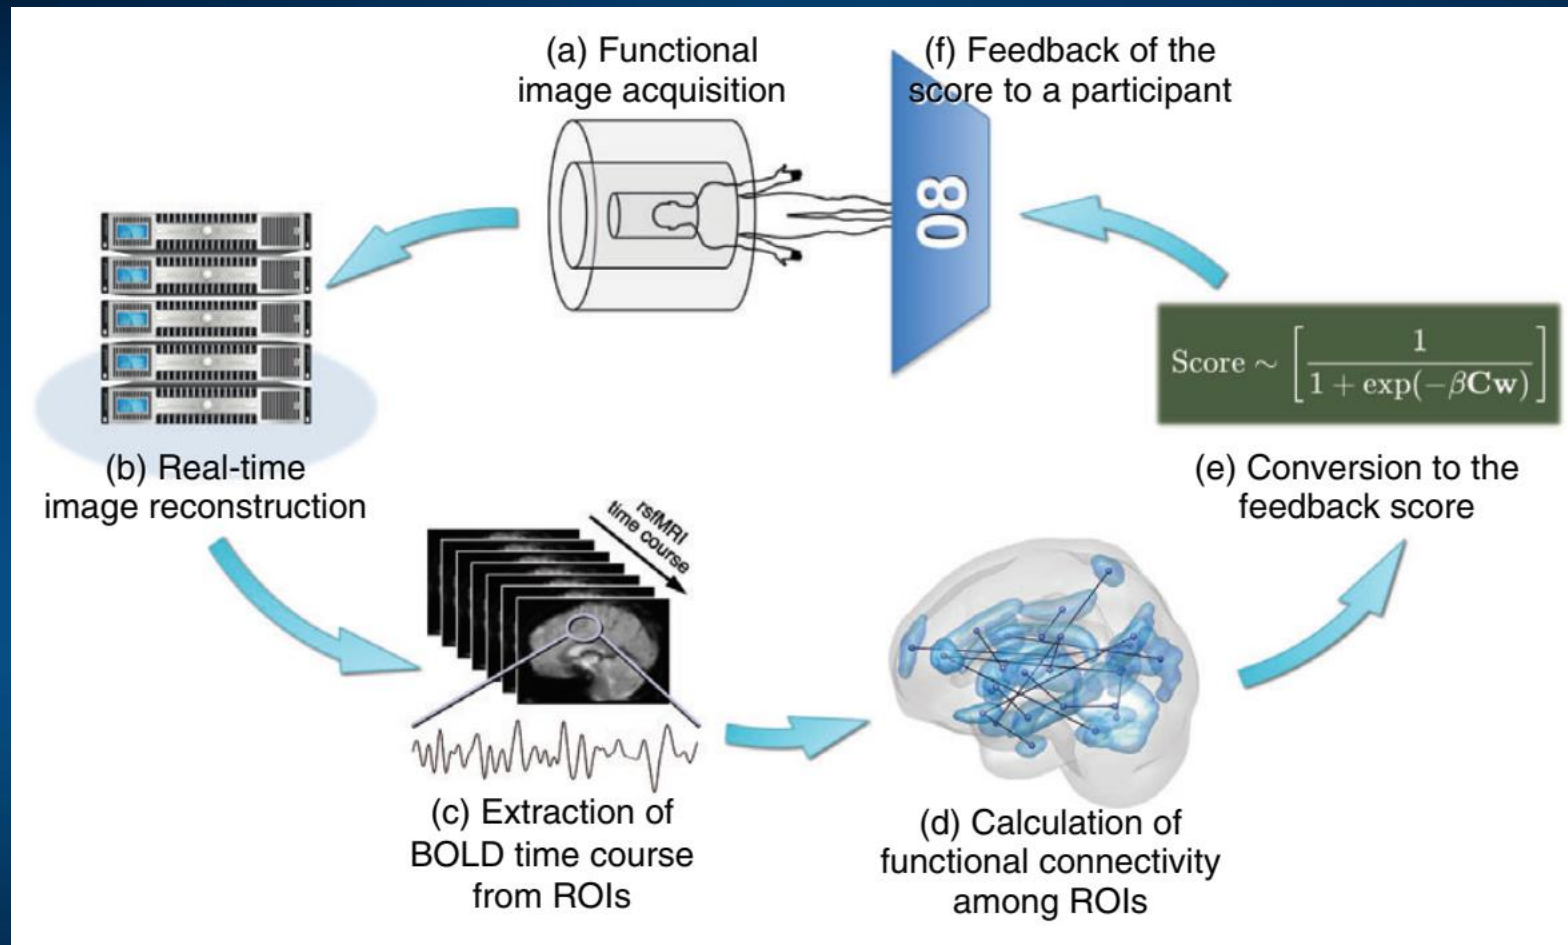 (a) Functional
image acquisition
(f) Feedback of the
score to a participant
80
Score ∼ [ 1 / (1 + exp(−βCw)) ]
(b) Real-time
image reconstruction
(e) Conversion to the
feedback score
rsfMRI
time course
(c) Extraction of
BOLD time course
from ROIs
(d) Calculation of
functional connectivity
among ROIs